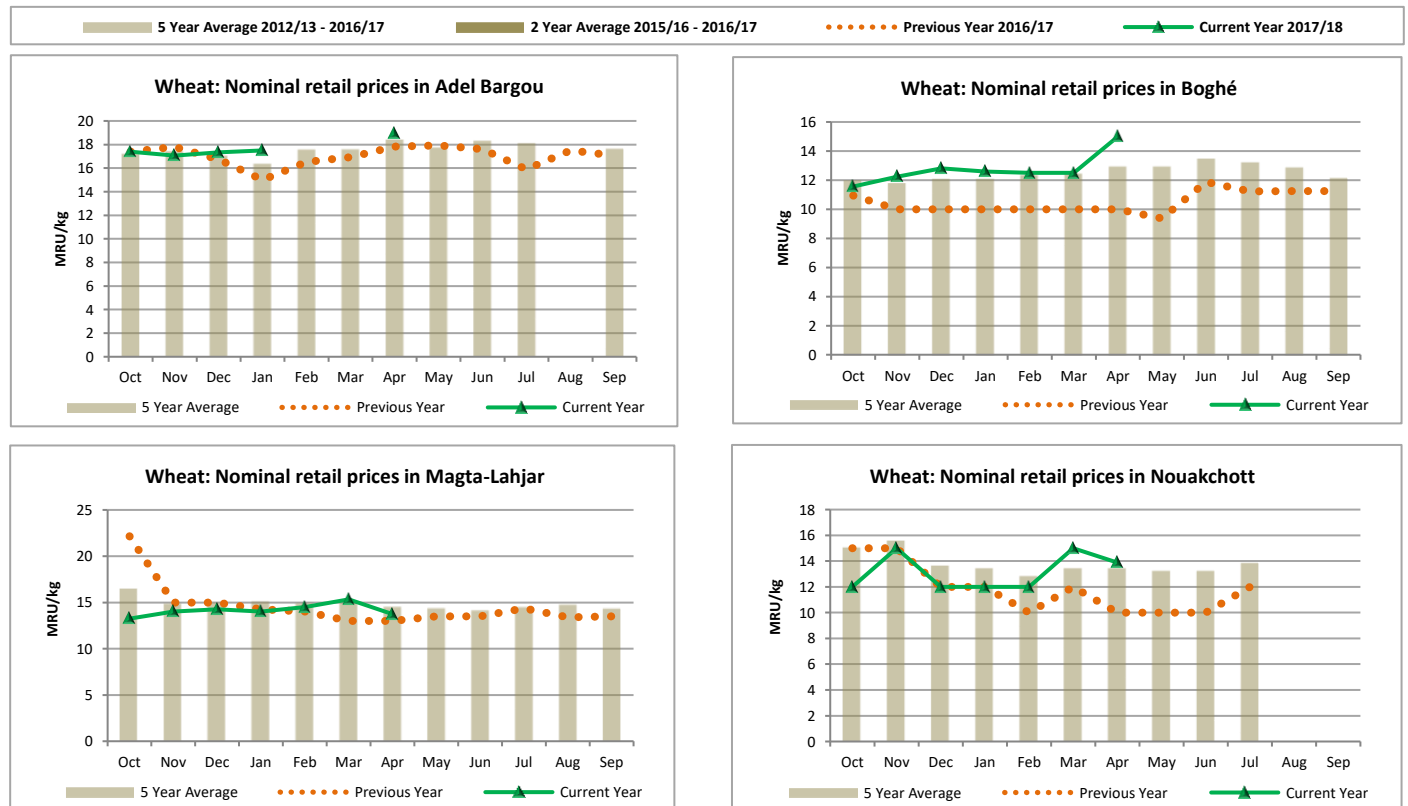 5 Year Average 2012/13 - 2016/17 2 Year Average 2015/16 - 2016/17 Previous Year 2016/17 Current Year 2017/18
Wheat: Nominal retail prices in Adel Bargou
MRU/kg
20
18
16
14
12
10
8
6
4
2
0
Oct Nov Dec Jan Feb Mar Apr May Jun Jul Aug Sep
5 Year Average Previous Year Current Year
Wheat: Nominal retail prices in Boghé
MRU/kg
16
14
12
10
8
6
4
2
0
Oct Nov Dec Jan Feb Mar Apr May Jun Jul Aug Sep
5 Year Average Previous Year Current Year
Wheat: Nominal retail prices in Magta-Lahjar
MRU/kg
25
20
15
10
5
0
Oct Nov Dec Jan Feb Mar Apr May Jun Jul Aug Sep
5 Year Average Previous Year Current Year
Wheat: Nominal retail prices in Nouakchott
MRU/kg
18
16
14
12
10
8
6
4
2
0
Oct Nov Dec Jan Feb Mar Apr May Jun Jul Aug Sep
5 Year Average Previous Year Current Year